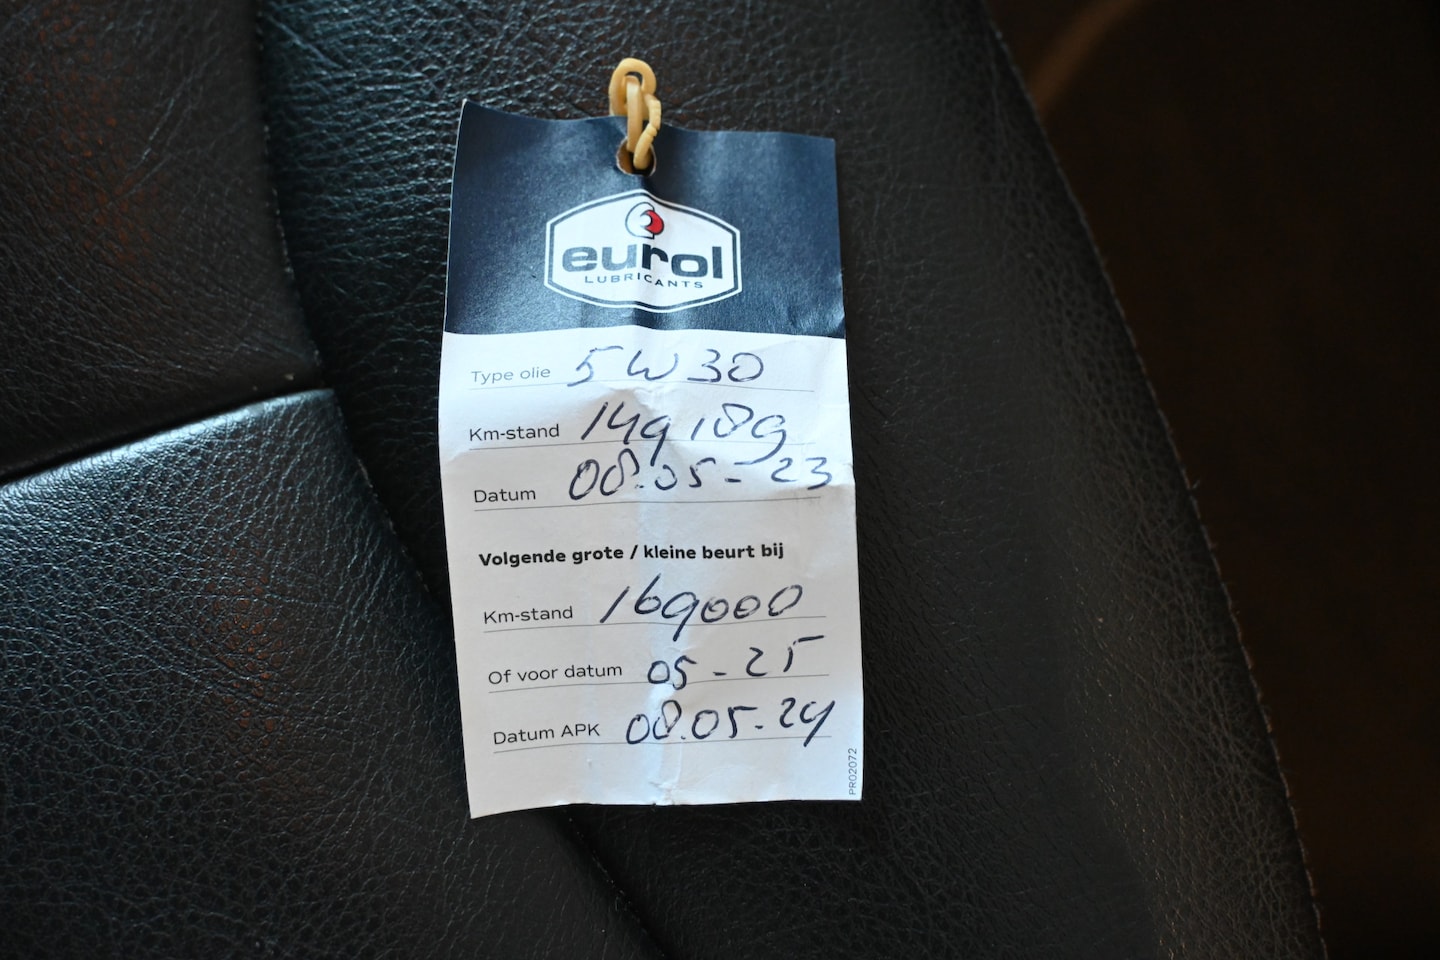 eurol
LUBRICANTS
Type olie 5W30
Km-stand 149189
Datum 08.05-23
Volgende grote / kleine beurt bij
Km-stand 169000
Of voor datum 05-25
Datum APK 08.05.24
PR02072